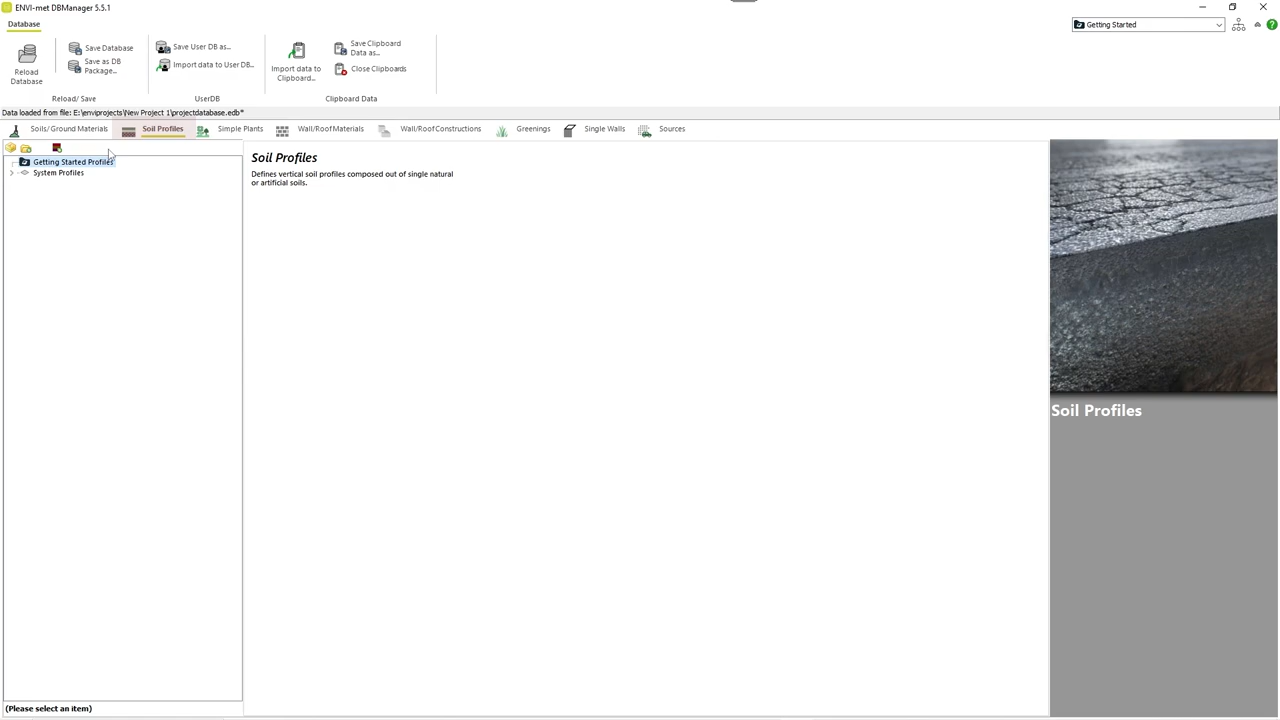 ENVI-met DBManager 5.5.1
Database
Getting Started
Reload
Database
Save Database
Save as DB
Package...
Reload/ Save
Save User DB as...
Import data to User DB...
UserDB
Import data to
Clipboard...
Save Clipboard
Data as...
Close Clipboards
Clipboard Data
Data loaded from file: E:\enviprojects\New Project 1\projectdatabase.edb*
Soils/ Ground Materials
Soil Profiles
Simple Plants
Wall/Roof Materials
Wall/Roof Constructions
Greenings
Single Walls
Sources
Getting Started Profiles
System Profiles
Soil Profiles
Defines vertical soil profiles composed out of single natural
or artificial soils.
Soil Profiles
(Please select an item)